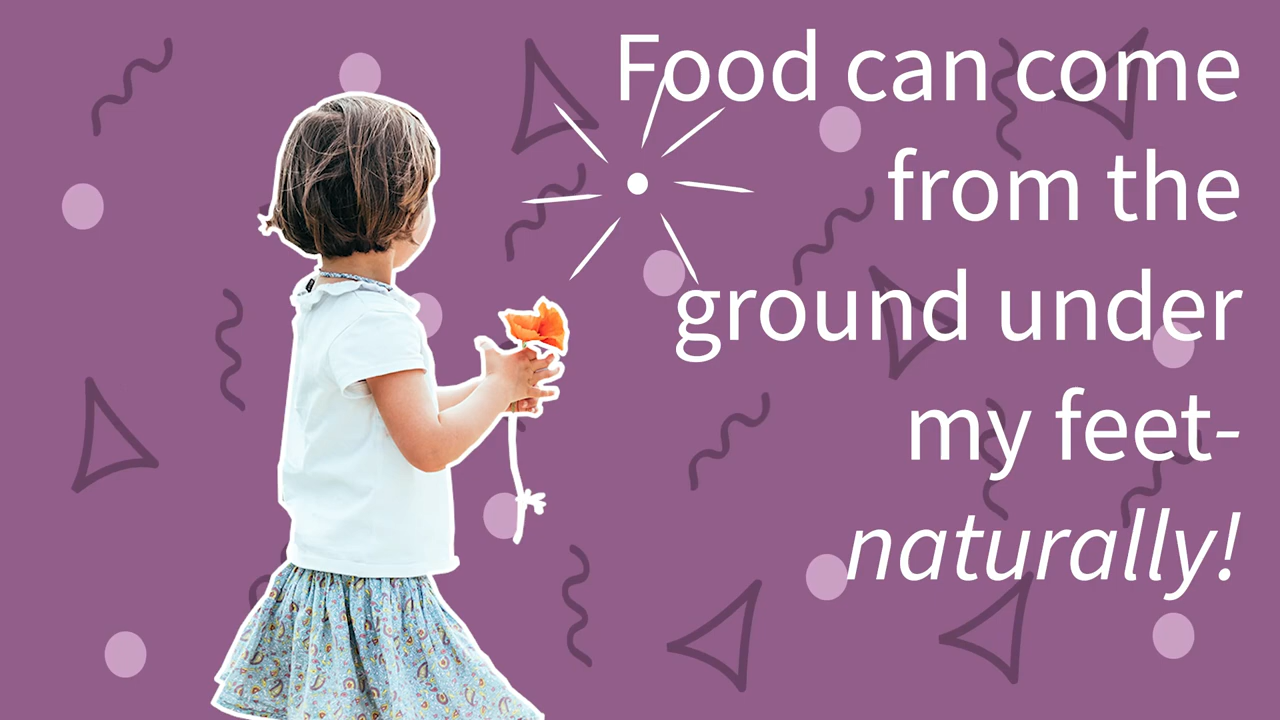 Food can come
from the
ground under
my feet-
naturally!